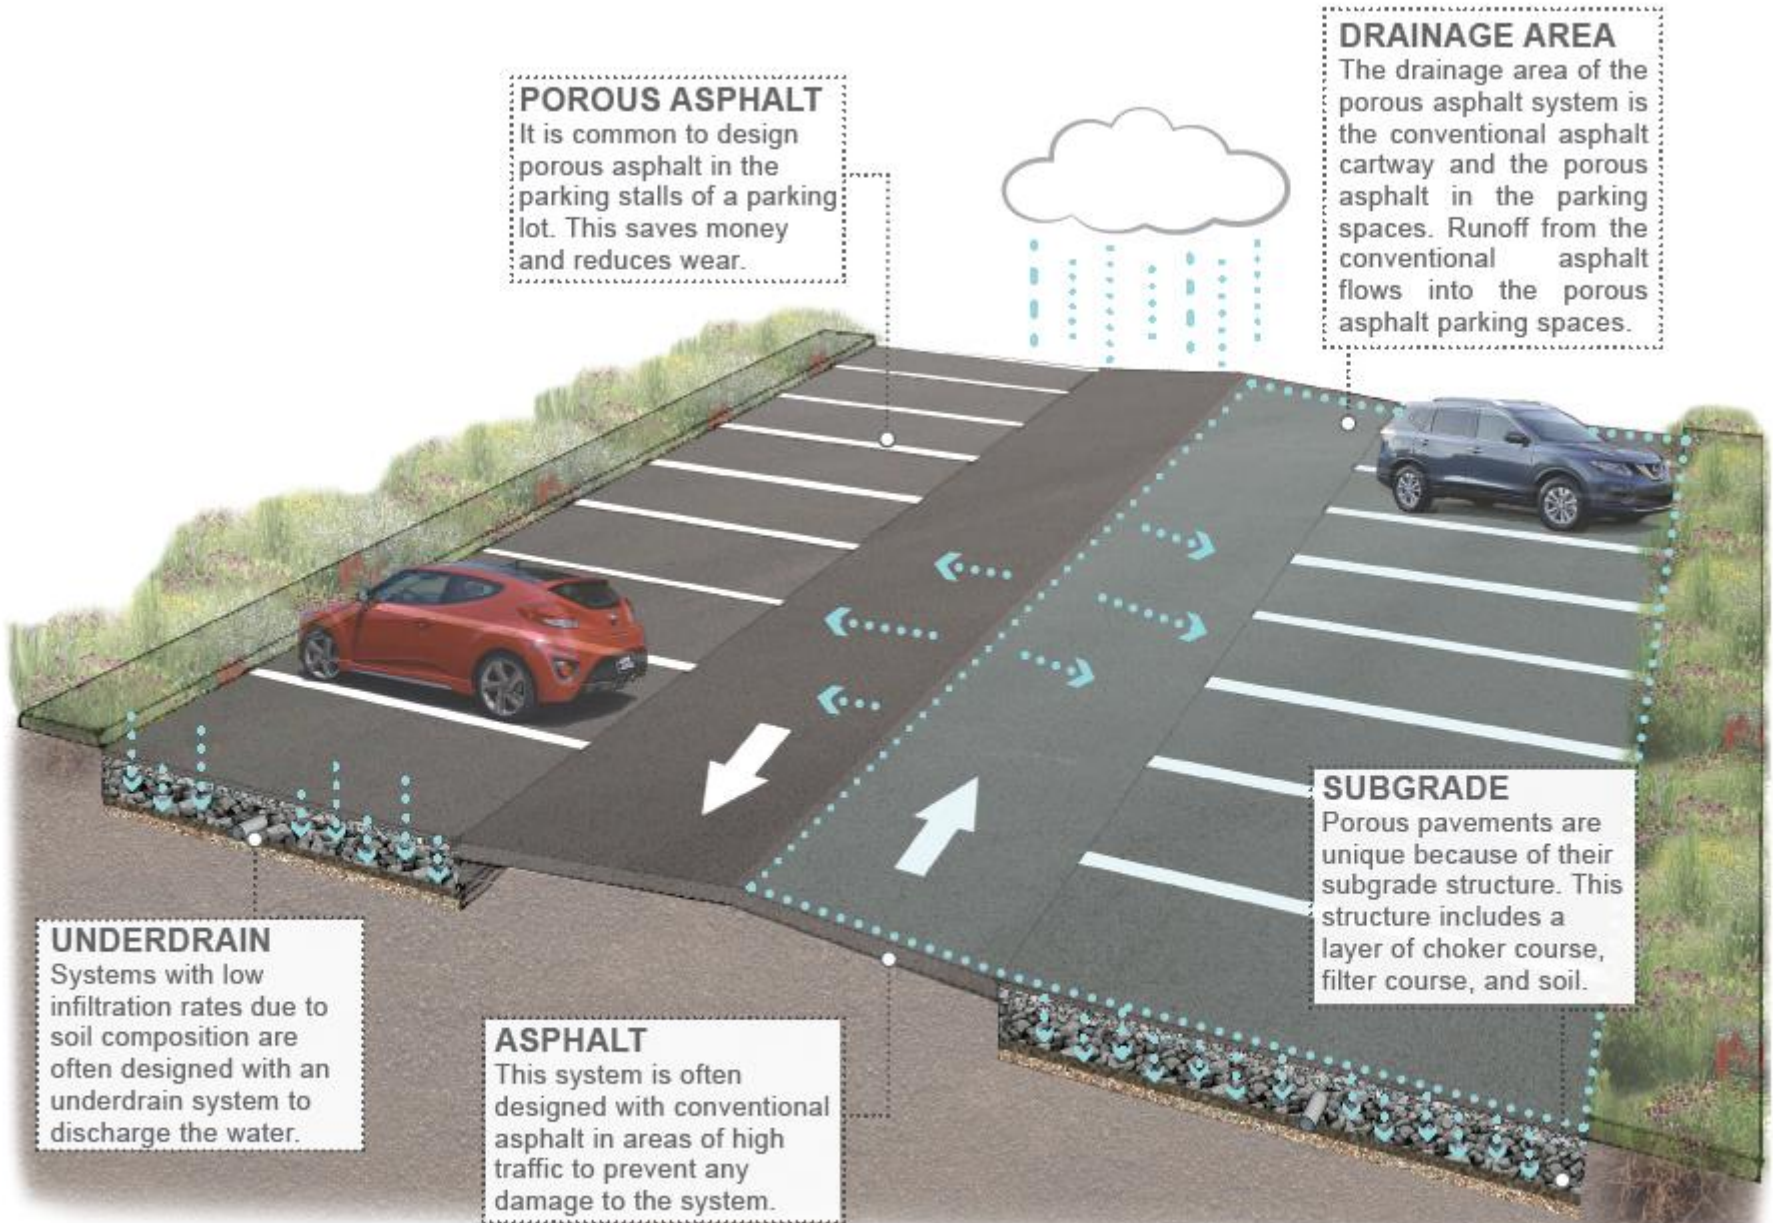 POROUS ASPHALT
It is common to design
porous asphalt in the
parking stalls of a parking
lot. This saves money
and reduces wear.
DRAINAGE AREA
The drainage area of the
porous asphalt system is
the conventional asphalt
cartway and the porous
asphalt in the parking
spaces. Runoff from the
conventional asphalt
flows into the porous
asphalt parking spaces.
SUBGRADE
Porous pavements are
unique because of their
subgrade structure. This
structure includes a
layer of choker course,
filter course, and soil.
UNDERDRAIN
Systems with low
infiltration rates due to
soil composition are
often designed with an
underdrain system to
discharge the water.
ASPHALT
This system is often
designed with conventional
asphalt in areas of high
traffic to prevent any
damage to the system.